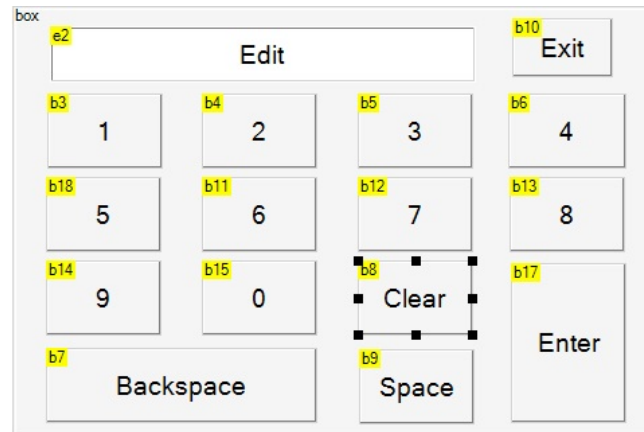 box
e2 Edit
b10 Exit
b3 1
b4 2
b5 3
b6 4
b18 5
b11 6
b12 7
b13 8
b14 9
b15 0
b8 Clear
b17 Enter
b7 Backspace
b9 Space